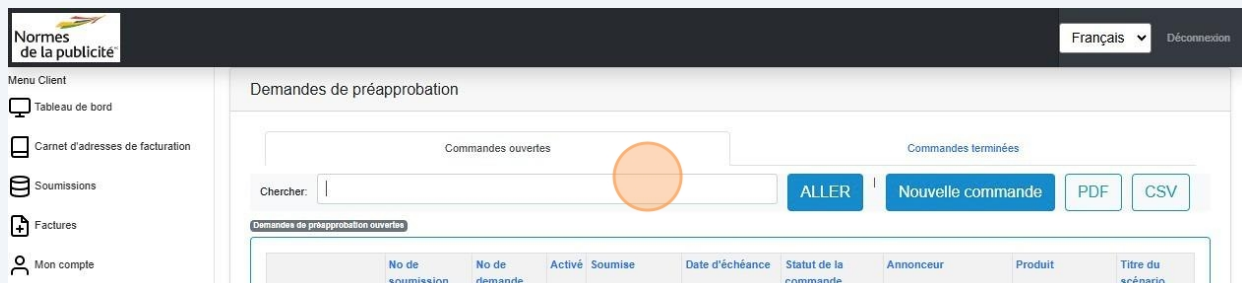 Normes
de la publicité
Français
Déconnexion
Menu Client
Tableau de bord
Carnet d'adresses de facturation
Soumissions
Factures
Mon compte
Demandes de préapprobation
Commandes ouvertes
Commandes terminées
Chercher:
ALLER
|
Nouvelle commande
PDF
CSV
Demandes de préapprobation ouvertes
No de soumission
No de demande
Activé
Soumise
Date d'échéance
Statut de la commande
Annonceur
Produit
Titre du scénario